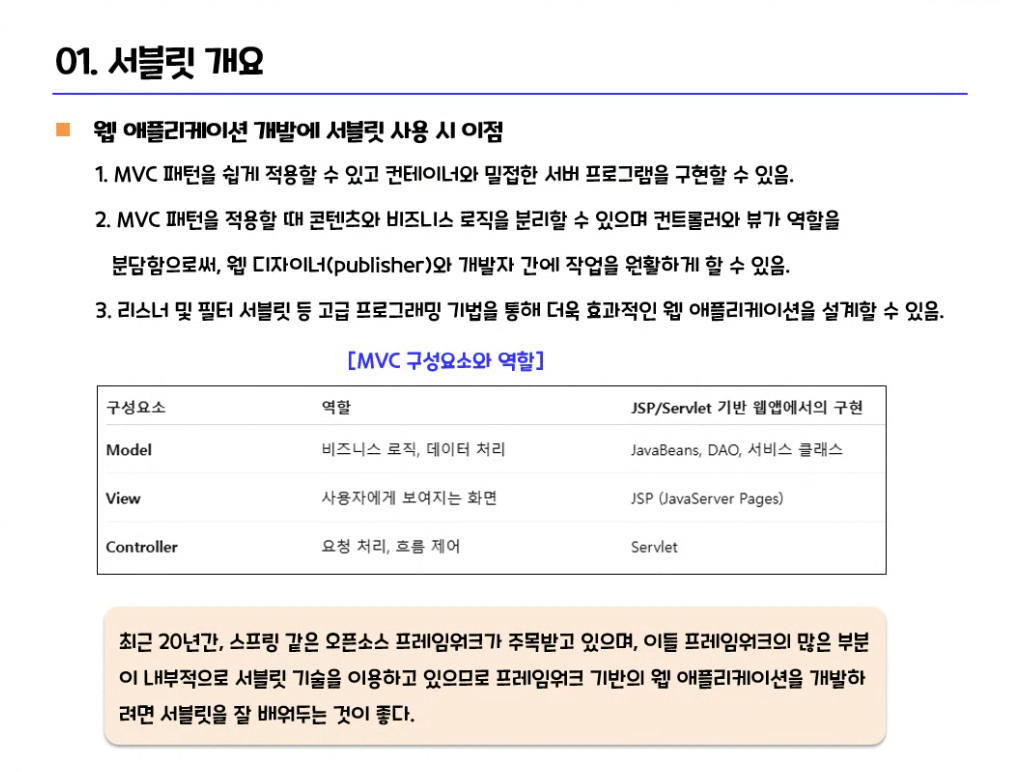 01. 서블릿 개요
웹 애플리케이션 개발에 서블릿 사용 시 이점
1. MVC 패턴을 쉽게 적용할 수 있고 컨테이너와 밀접한 서버 프로그램을 구현할 수 있음.
2. MVC 패턴을 적용할 때 콘텐츠와 비즈니스 로직을 분리할 수 있으며 컨트롤러와 뷰가 역할을
분담함으로써, 웹 디자이너(publisher)와 개발자 간에 작업을 원활하게 할 수 있음.
3. 리스너 및 필터 서블릿 등 고급 프로그래밍 기법을 통해 더욱 효과적인 웹 애플리케이션을 설계할 수 있음.
[MVC 구성요소와 역할]
구성요소 역할 JSP/Servlet 기반 웹앱에서의 구현
Model 비즈니스 로직, 데이터 처리 JavaBeans, DAO, 서비스 클래스
View 사용자에게 보여지는 화면 JSP (JavaServer Pages)
Controller 요청 처리, 흐름 제어 Servlet
최근 20년간, 스프링 같은 오픈소스 프레임워크가 주목받고 있으며, 이들 프레임워크의 많은 부분
이 내부적으로 서블릿 기술을 이용하고 있으므로 프레임워크 기반의 웹 애플리케이션을 개발하
려면 서블릿을 잘 배워두는 것이 좋다.